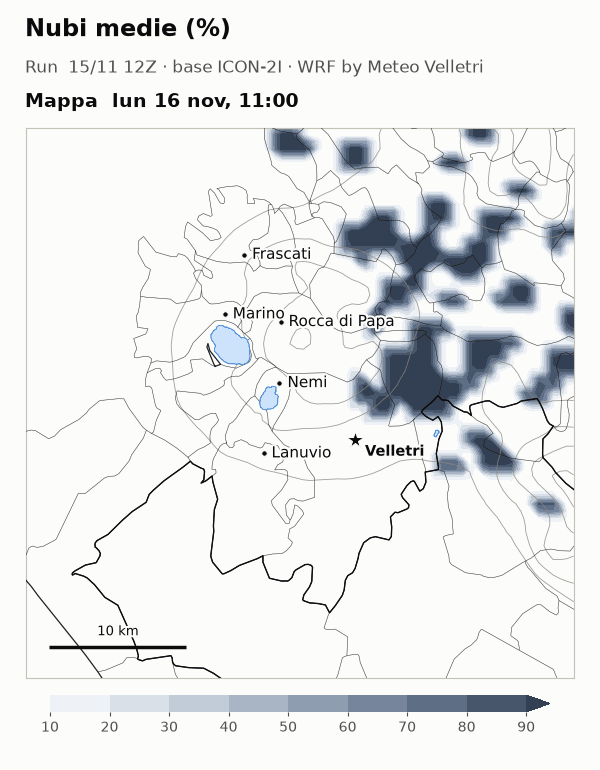 Nubi medie (%)
Run  15/11 12Z · base ICON-2I · WRF by Meteo Velletri
Mappa  lun 16 nov, 11:00
Frascati
Marino
Rocca di Papa
Nemi
Velletri
Lanuvio
10 km
10 20 30 40 50 60 70 80 90